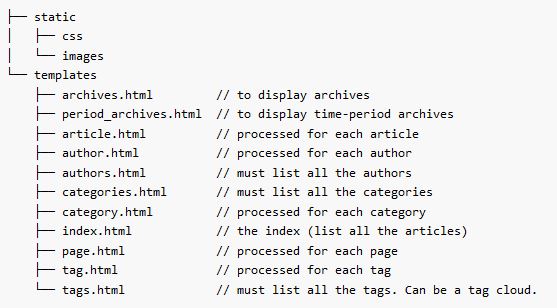 ├── static
│   ├── css
│   └── images
└── templates
    ├── archives.html         // to display archives
    ├── period_archives.html  // to display time-period archives
    ├── article.html          // processed for each article
    ├── author.html           // processed for each author
    ├── authors.html          // must list all the authors
    ├── categories.html       // must list all the categories
    ├── category.html         // processed for each category
    ├── index.html            // the index (list all the articles)
    ├── page.html             // processed for each page
    ├── tag.html              // processed for each tag
    └── tags.html             // must list all the tags. Can be a tag cloud.